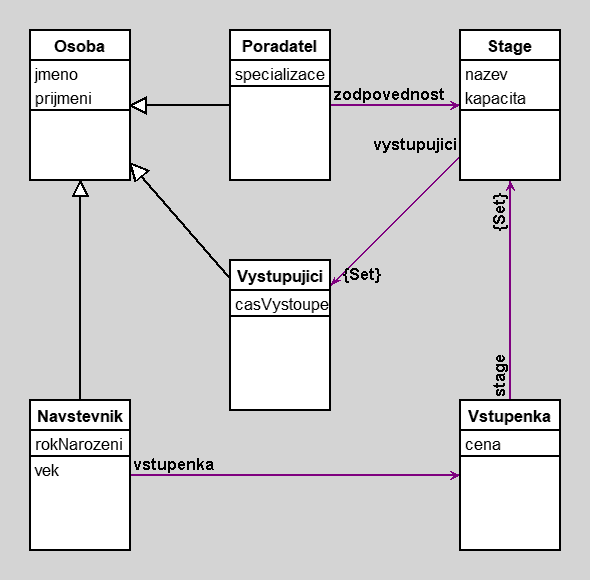 Osoba
jmeno
prijmeni
Poradatel
specializace
zodpovednost
Stage
nazev
kapacita
vystupujici
{Set}
Vystupujici
casVystoupe
{Set}
stage
Navstevnik
rokNarozeni
vek
vstupenka
Vstupenka
cena